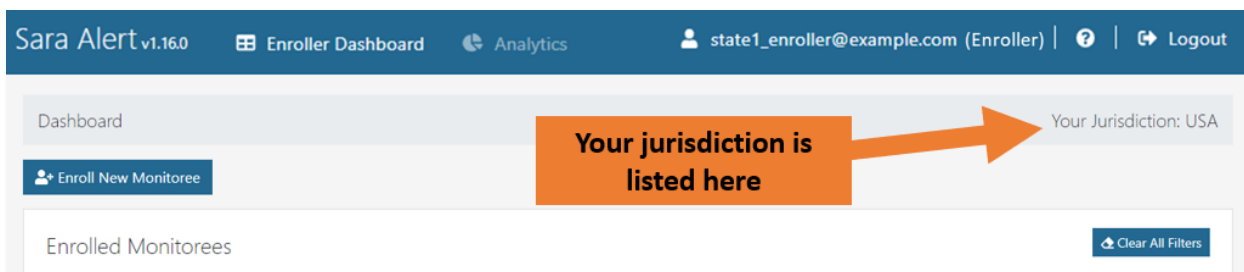 Sara Alert v1.16.0 Enroller Dashboard Analytics state1_enroller@example.com (Enroller) | ? | Logout
Dashboard Your Jurisdiction: USA
Your jurisdiction is
listed here
Enroll New Monitoree
Enrolled Monitorees Clear All Filters